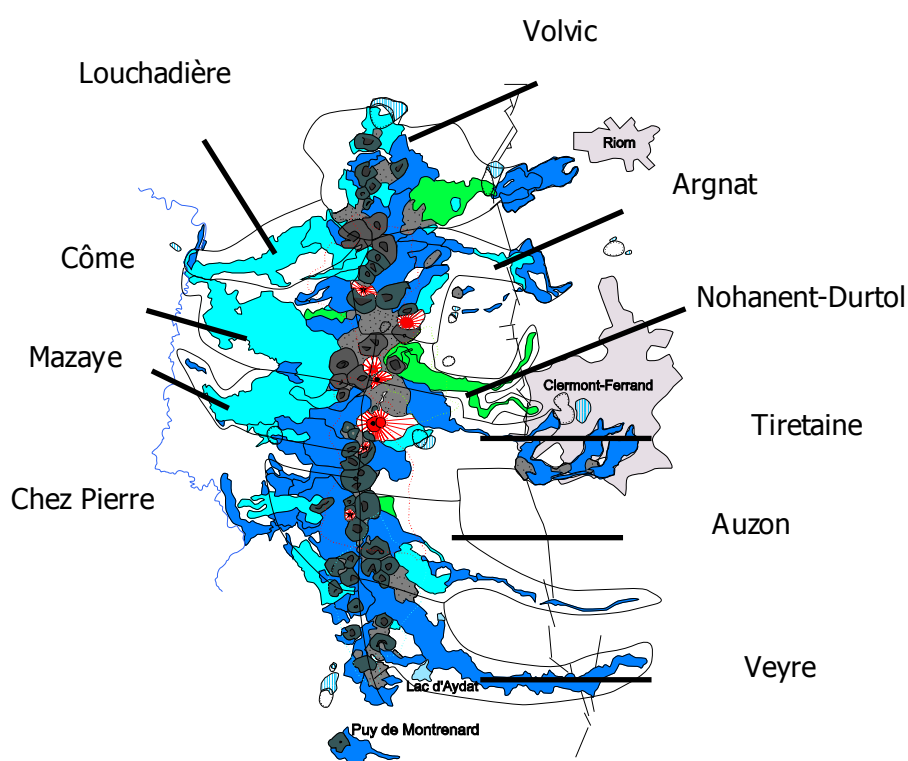 Volvic
Louchadière
Riom
Argnat
Côme
Nohanent-Durtol
Mazaye
Clermont-Ferrand
Tiretaine
Chez Pierre
Auzon
Veyre
Lac d'Aydat
Puy de Montrenard